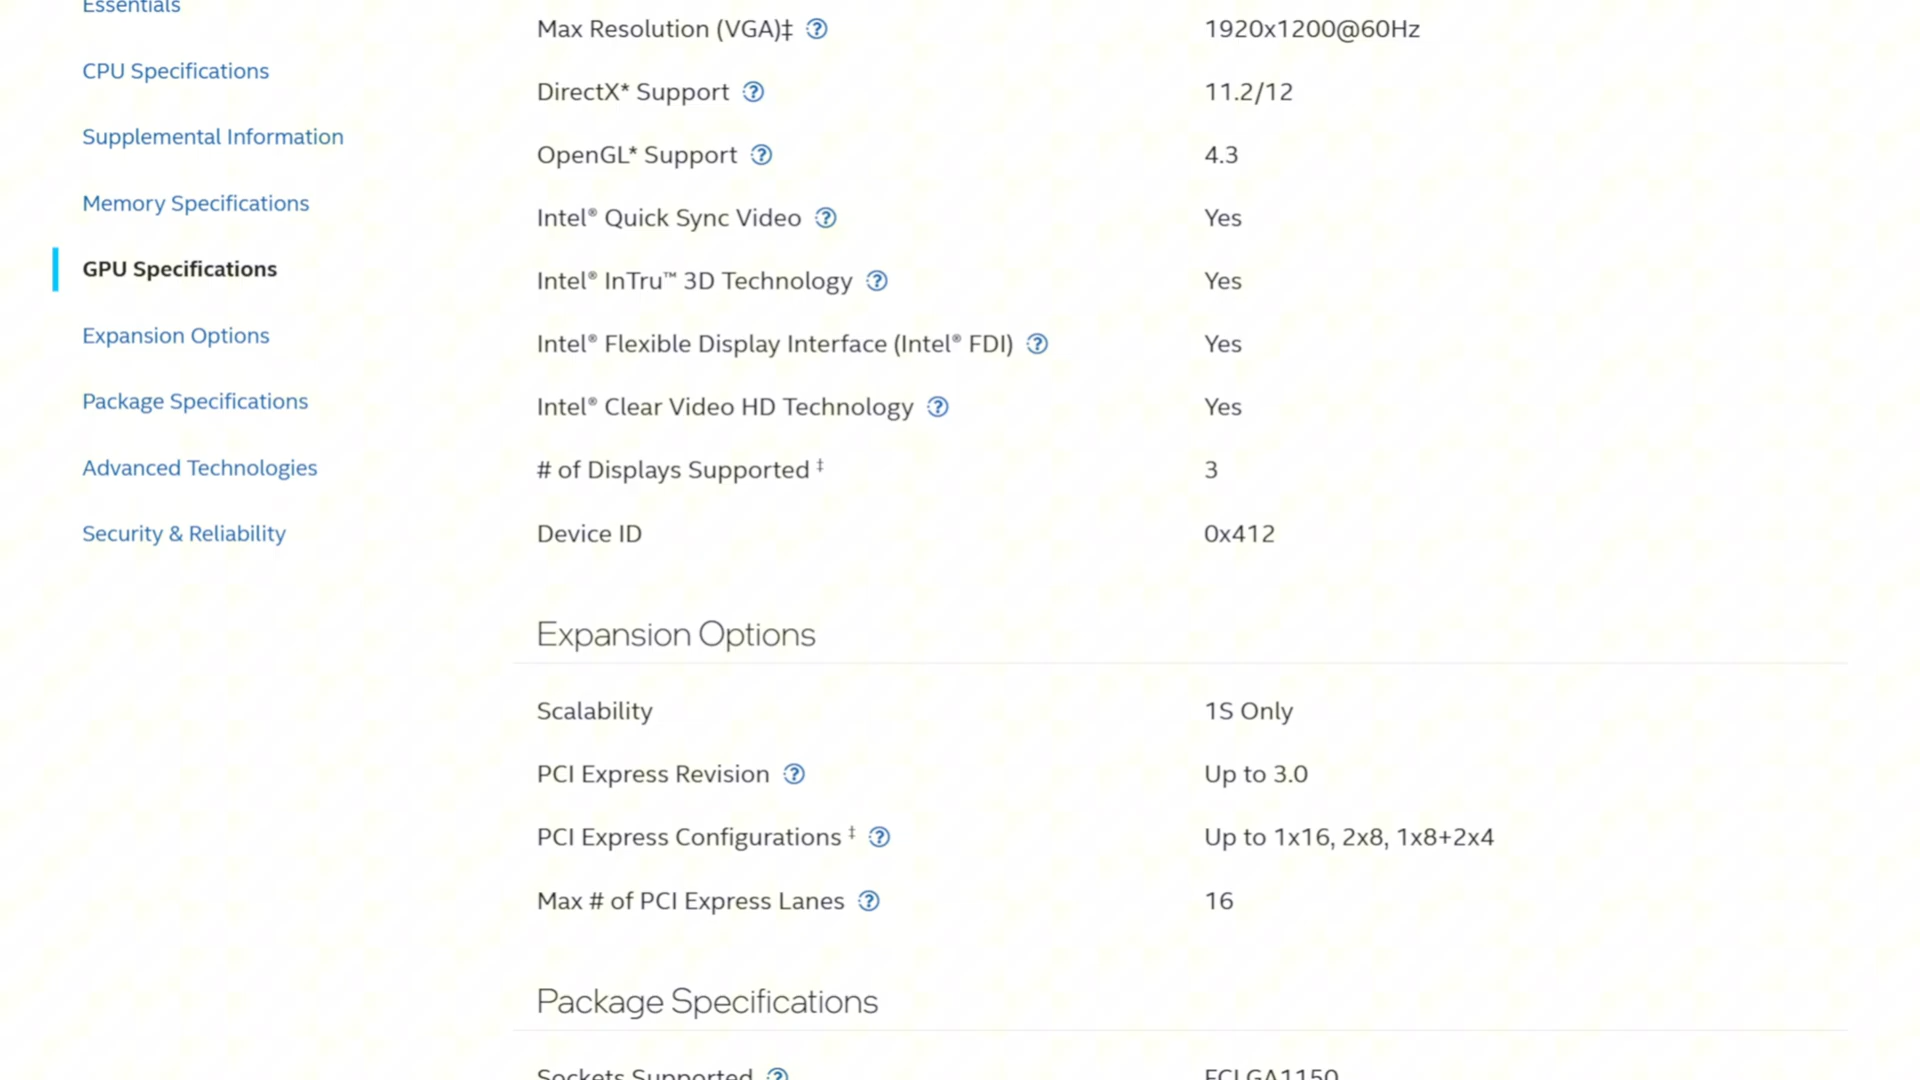 Essentials
CPU Specifications
Supplemental Information
Memory Specifications
GPU Specifications
Expansion Options
Package Specifications
Advanced Technologies
Security & Reliability
Max Resolution (VGA)‡ 1920x1200@60Hz
DirectX* Support 11.2/12
OpenGL* Support 4.3
Intel® Quick Sync Video Yes
Intel® InTru™ 3D Technology Yes
Intel® Flexible Display Interface (Intel® FDI) Yes
Intel® Clear Video HD Technology Yes
# of Displays Supported ‡ 3
Device ID 0x412
Expansion Options
Scalability 1S Only
PCI Express Revision Up to 3.0
PCI Express Configurations ‡ Up to 1x16, 2x8, 1x8+2x4
Max # of PCI Express Lanes 16
Package Specifications
Sockets Supported FCLGA1150